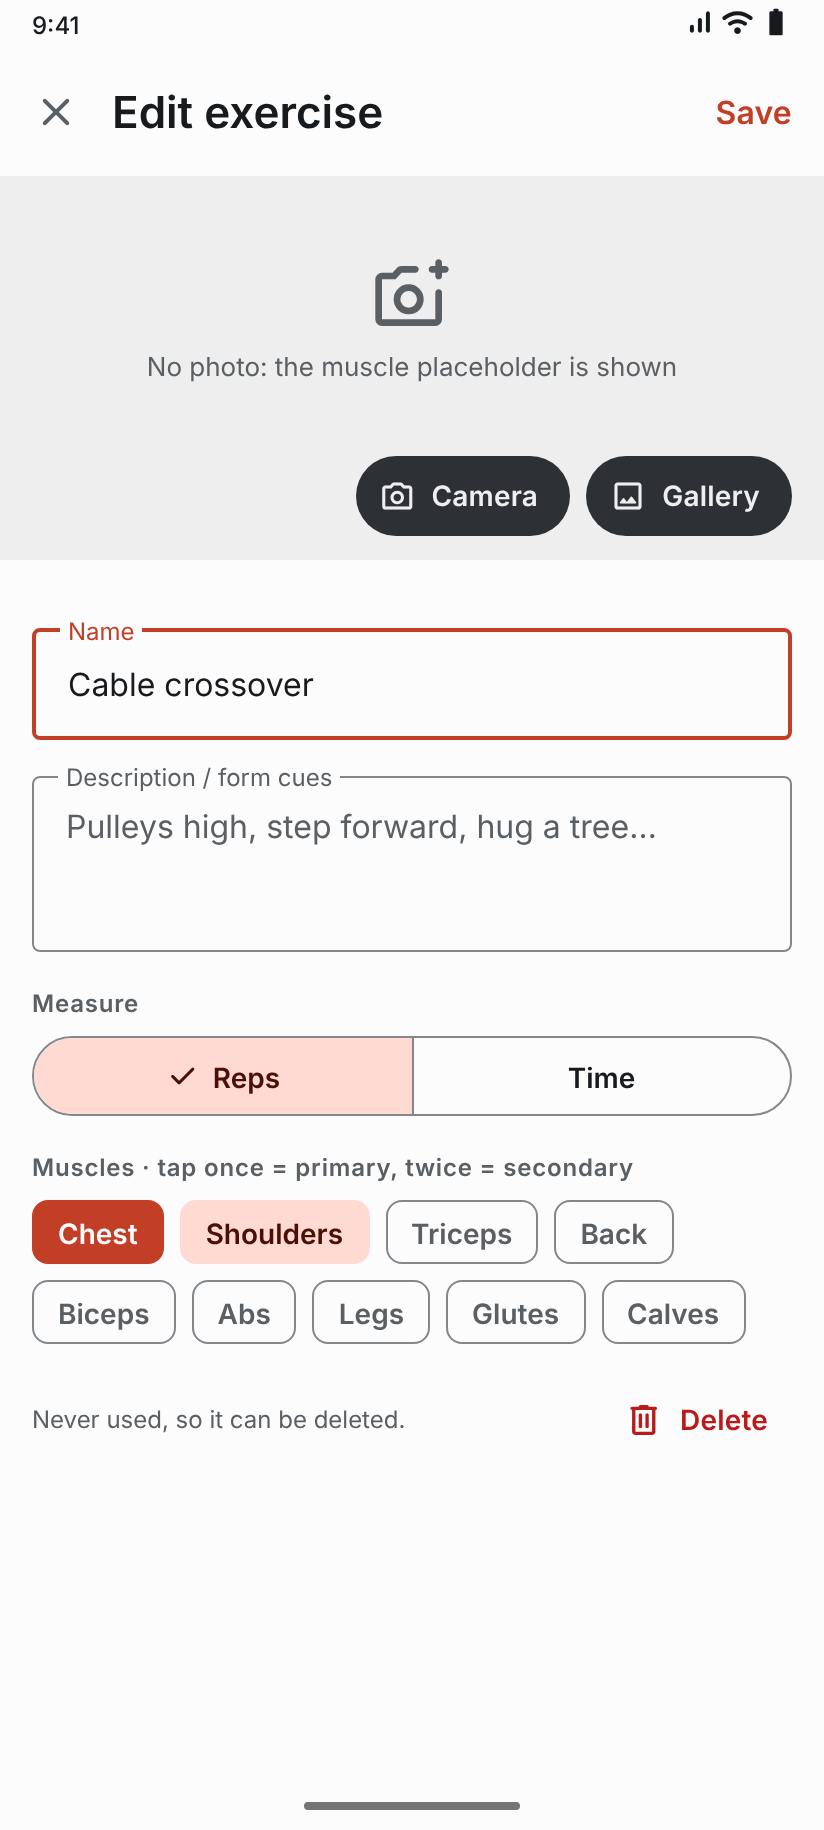 9:41
Edit exercise
Save
No photo: the muscle placeholder is shown
Camera
Gallery
Name
Cable crossover
Description / form cues
Pulleys high, step forward, hug a tree...
Measure
Reps
Time
Muscles · tap once = primary, twice = secondary
Chest
Shoulders
Triceps
Back
Biceps
Abs
Legs
Glutes
Calves
Never used, so it can be deleted.
Delete